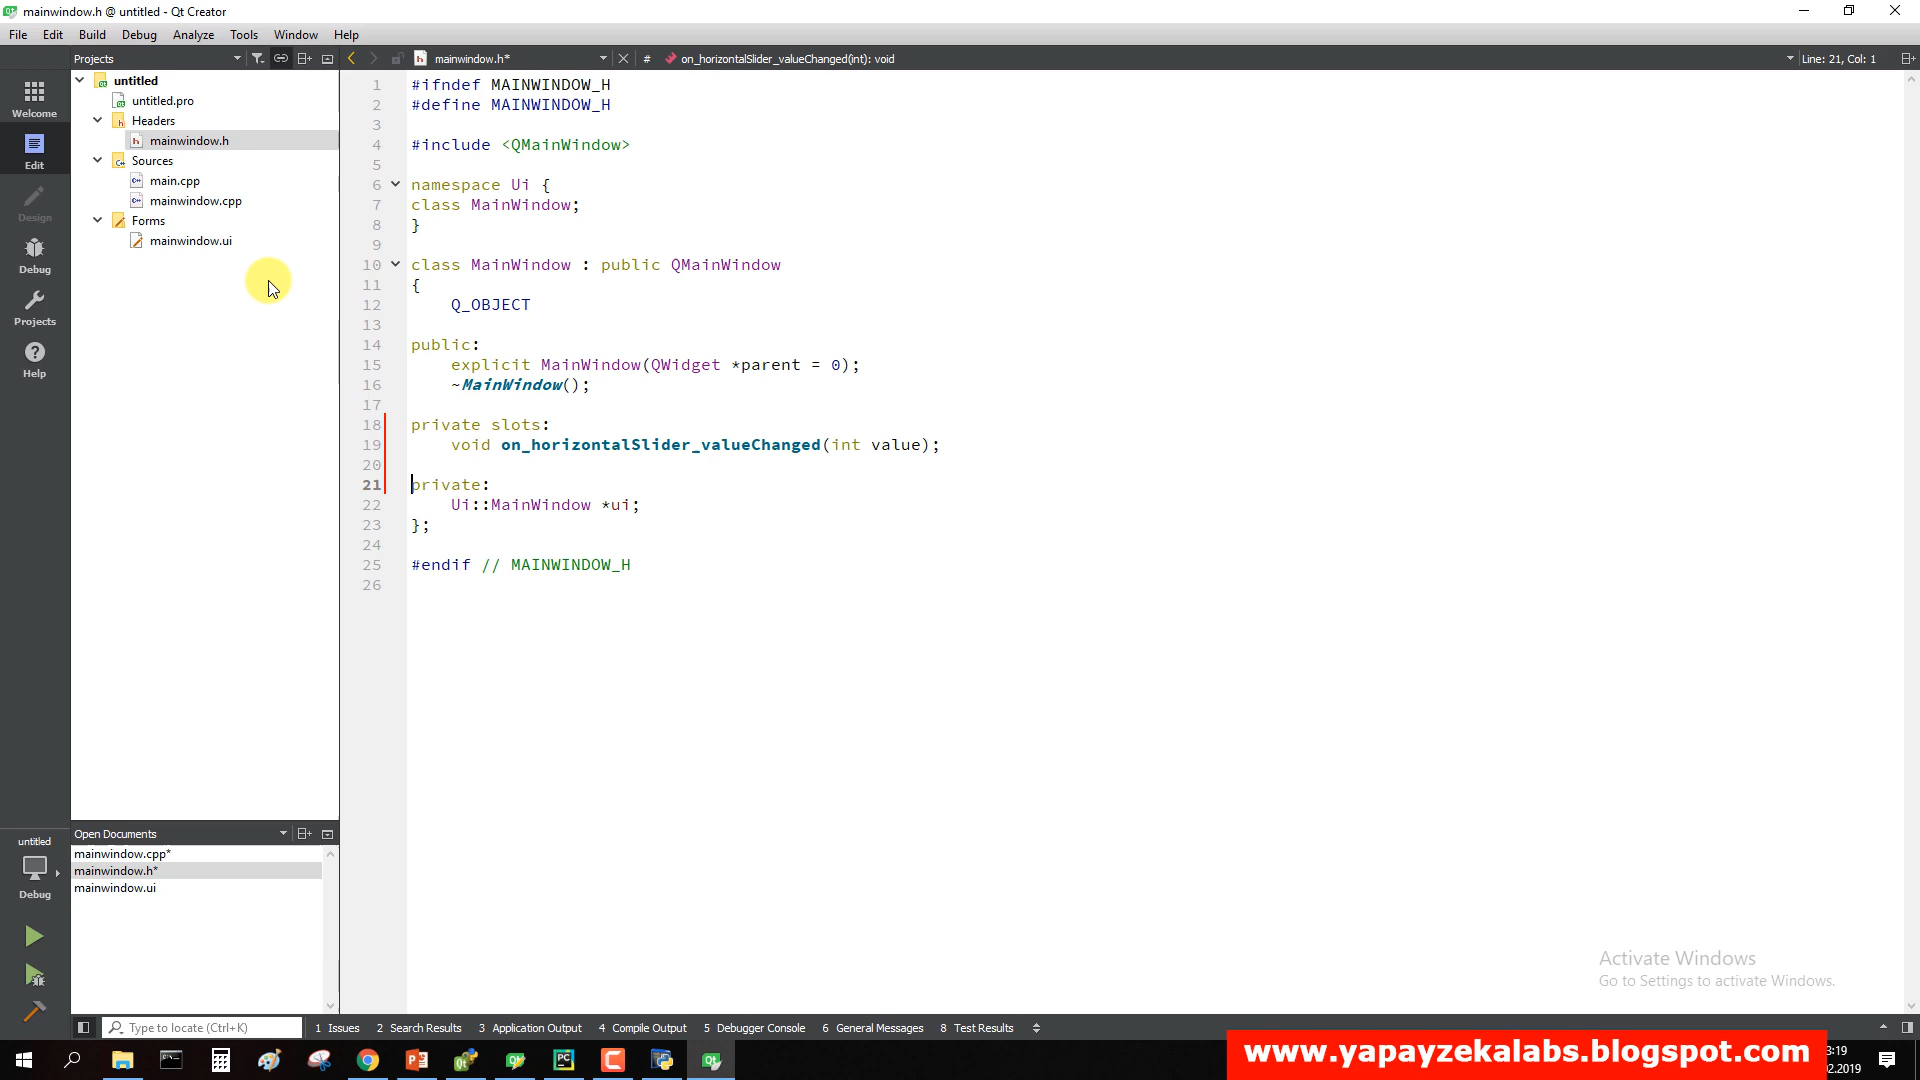 mainwindow.h @ untitled - Qt Creator
File Edit Build Debug Analyze Tools Window Help
Projects
mainwindow.h*
#
on_horizontalSlider_valueChanged(int): void
Line: 21, Col: 1
Welcome
Edit
Design
Debug
Projects
Help
untitled
untitled.pro
Headers
mainwindow.h
Sources
main.cpp
mainwindow.cpp
Forms
mainwindow.ui
1 #ifndef MAINWINDOW_H
2 #define MAINWINDOW_H
3
4 #include <QMainWindow>
5
6 namespace Ui {
7 class MainWindow;
8 }
9
10 class MainWindow : public QMainWindow
11 {
12 Q_OBJECT
13
14 public:
15 explicit MainWindow(QWidget *parent = 0);
16 ~MainWindow();
17
18 private slots:
19 void on_horizontalSlider_valueChanged(int value);
20
21 private:
22 Ui::MainWindow *ui;
23 };
24
25 #endif // MAINWINDOW_H
26
Open Documents
mainwindow.cpp*
mainwindow.h*
mainwindow.ui
untitled
Debug
Activate Windows
Go to Settings to activate Windows.
Type to locate (Ctrl+K)
1 Issues 2 Search Results 3 Application Output 4 Compile Output 5 Debugger Console 6 General Messages 8 Test Results
www.yapayzekalabs.blogspot.com
3:19
02.2019